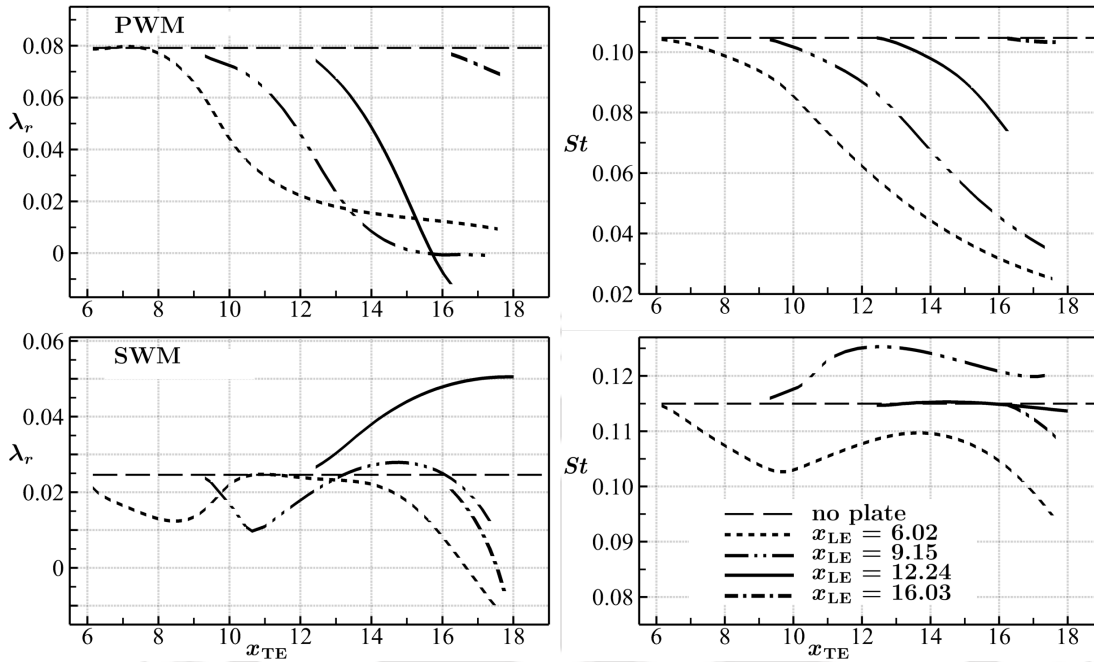 PWM
0.08
0.06
λr
0.04
0.02
0
6 8 10 12 14 16 18
0.10
0.08
St
0.06
0.04
0.02
6 8 10 12 14 16 18
0.06
SWM
0.04
λr
0.02
0
6 8 10 12 14 16 18
xTE
0.12
0.11
St
0.10
0.09
0.08
no plate
xLE = 6.02
xLE = 9.15
xLE = 12.24
xLE = 16.03
6 8 10 12 14 16 18
xTE